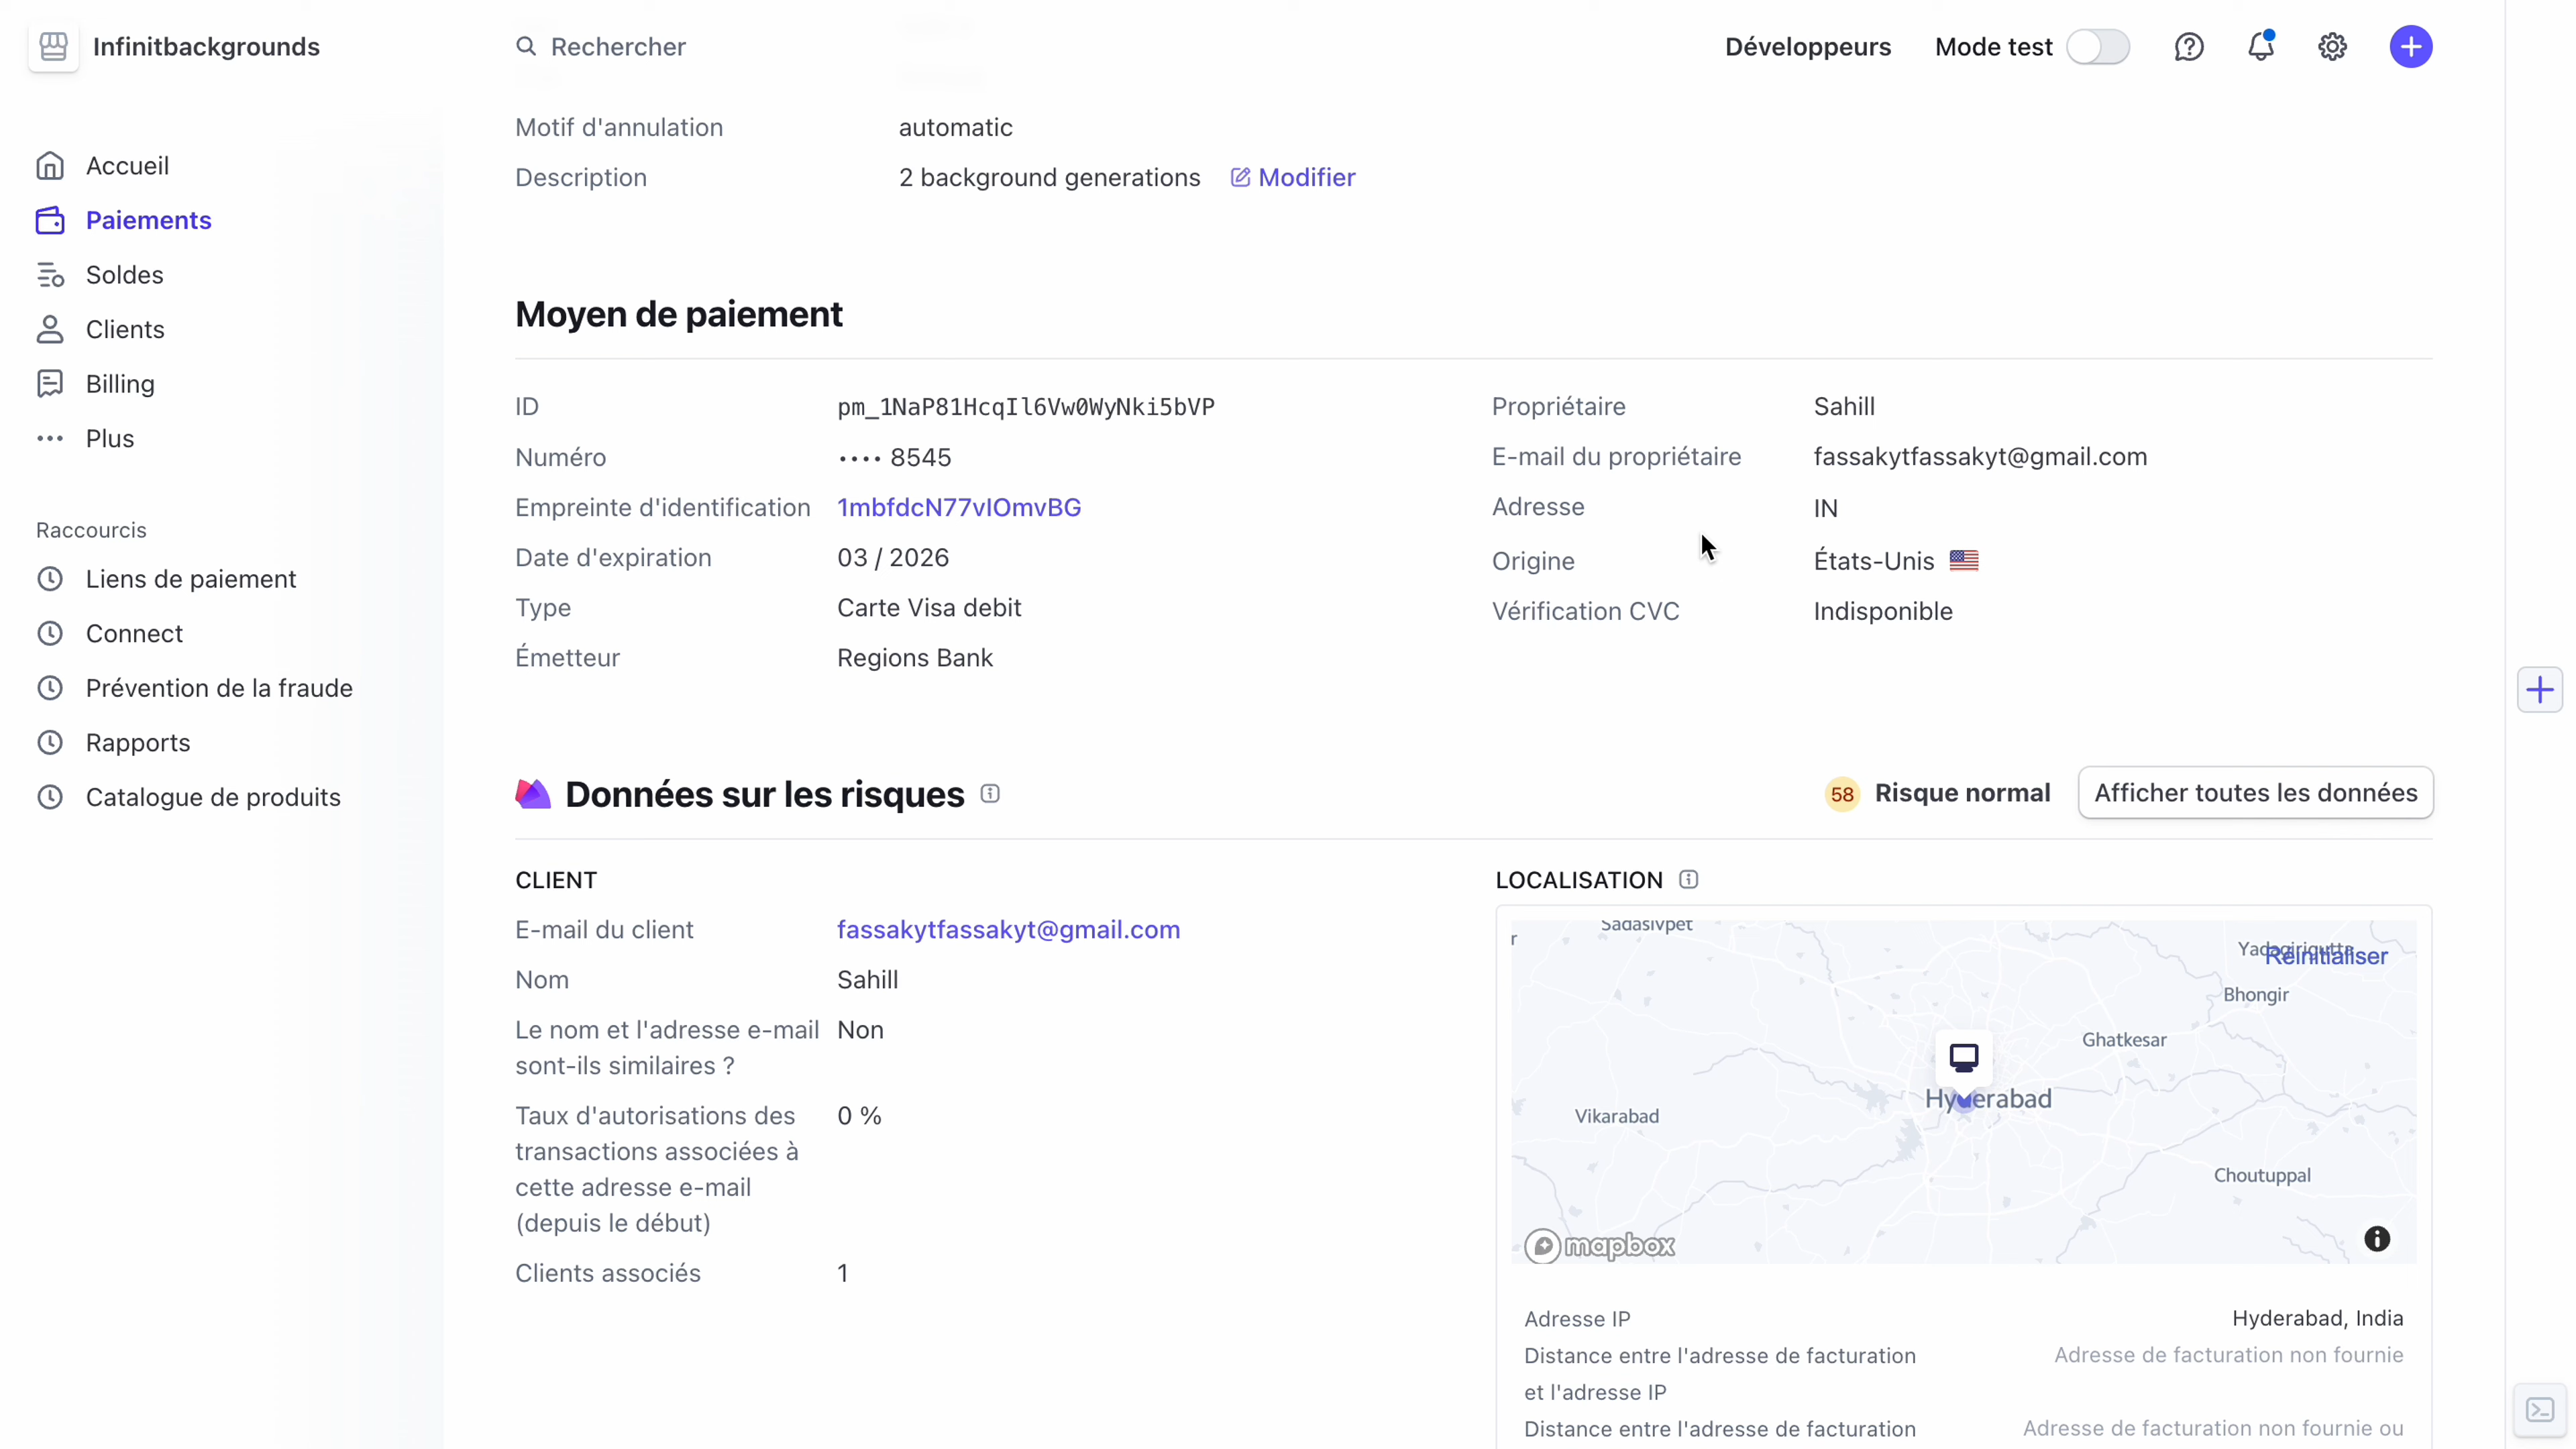 Infinitbackgrounds
Rechercher
Développeurs
Mode test
Accueil
Paiements
Soldes
Clients
Billing
Plus
Raccourcis
Liens de paiement
Connect
Prévention de la fraude
Rapports
Catalogue de produits
Motif d'annulation automatic
Description 2 background generations Modifier
Moyen de paiement
ID pm_1NaP81HcqIl6Vw0WyNki5bVP
Numéro •••• 8545
Empreinte d'identification 1mbfdcN77vIOmvBG
Date d'expiration 03 / 2026
Type Carte Visa debit
Émetteur Regions Bank
Propriétaire Sahill
E-mail du propriétaire fassakytfassakyt@gmail.com
Adresse IN
Origine États-Unis
Vérification CVC Indisponible
Données sur les risques
58 Risque normal
Afficher toutes les données
CLIENT
E-mail du client fassakytfassakyt@gmail.com
Nom Sahill
Le nom et l'adresse e-mail Non
sont-ils similaires ?
Taux d'autorisations des 0 %
transactions associées à
cette adresse e-mail
(depuis le début)
Clients associés 1
LOCALISATION
Sadasivpet
r
Yadagirigutta
Réinitialiser
Bhongir
Ghatkesar
Hyderabad
Vikarabad
Choutuppal
mapbox
Adresse IP Hyderabad, India
Distance entre l'adresse de facturation Adresse de facturation non fournie
et l'adresse IP
Distance entre l'adresse de facturation Adresse de facturation non fournie ou